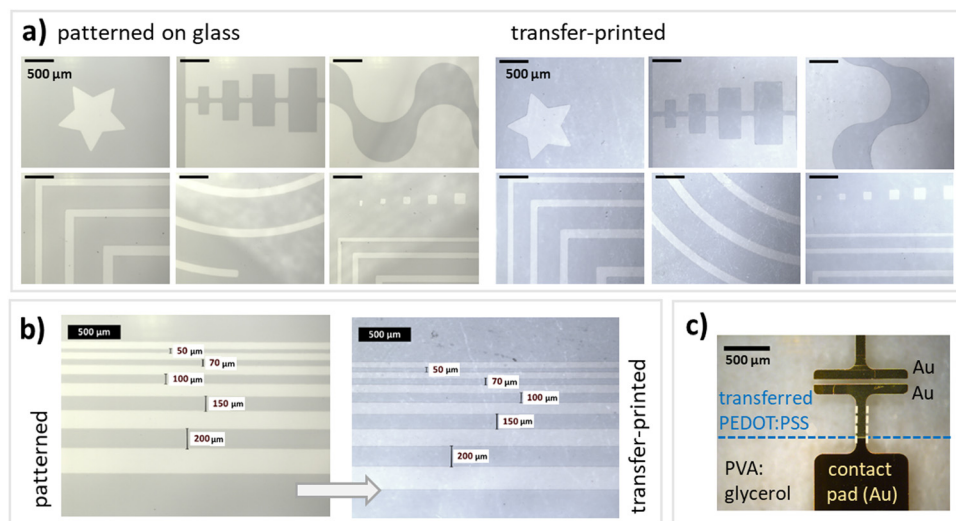 a) patterned on glass
transfer-printed
500 µm
500 µm
b)
500 µm
50 µm
70 µm
100 µm
150 µm
200 µm
patterned
500 µm
50 µm
70 µm
100 µm
150 µm
200 µm
transfer-printed
c)
500 µm
Au
Au
transferred
PEDOT:PSS
PVA:
glycerol
contact
pad (Au)